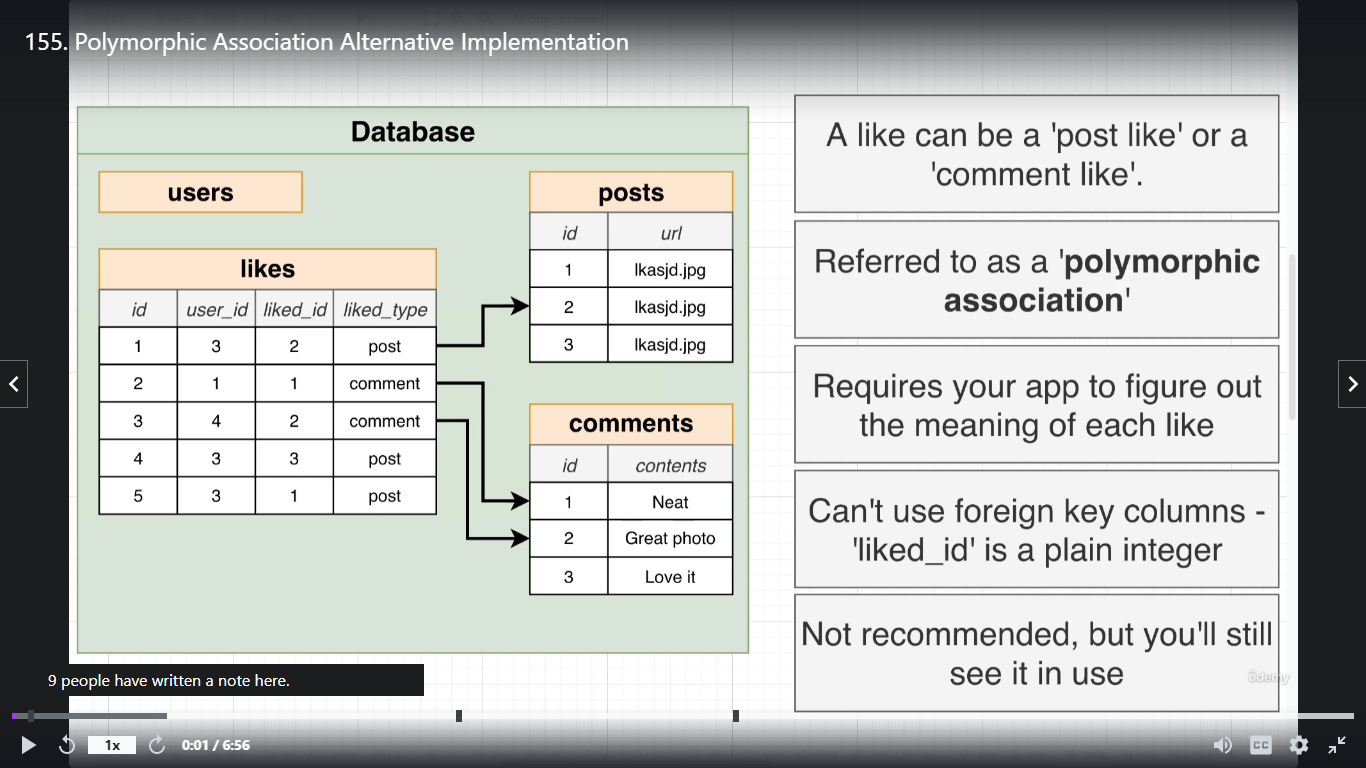 155. Polymorphic Association Alternative Implementation
Database
users
likes
id user_id liked_id liked_type
1 3 2 post
2 1 1 comment
3 4 2 comment
4 3 3 post
5 3 1 post
posts
id url
1 lkasjd.jpg
2 lkasjd.jpg
3 lkasjd.jpg
comments
id contents
1 Neat
2 Great photo
3 Love it
A like can be a 'post like' or a
'comment like'.
Referred to as a 'polymorphic
association'
Requires your app to figure out
the meaning of each like
Can't use foreign key columns -
'liked_id' is a plain integer
Not recommended, but you'll still
see it in use
ûdemy
9 people have written a note here.
1x
0:01 / 6:56
CC